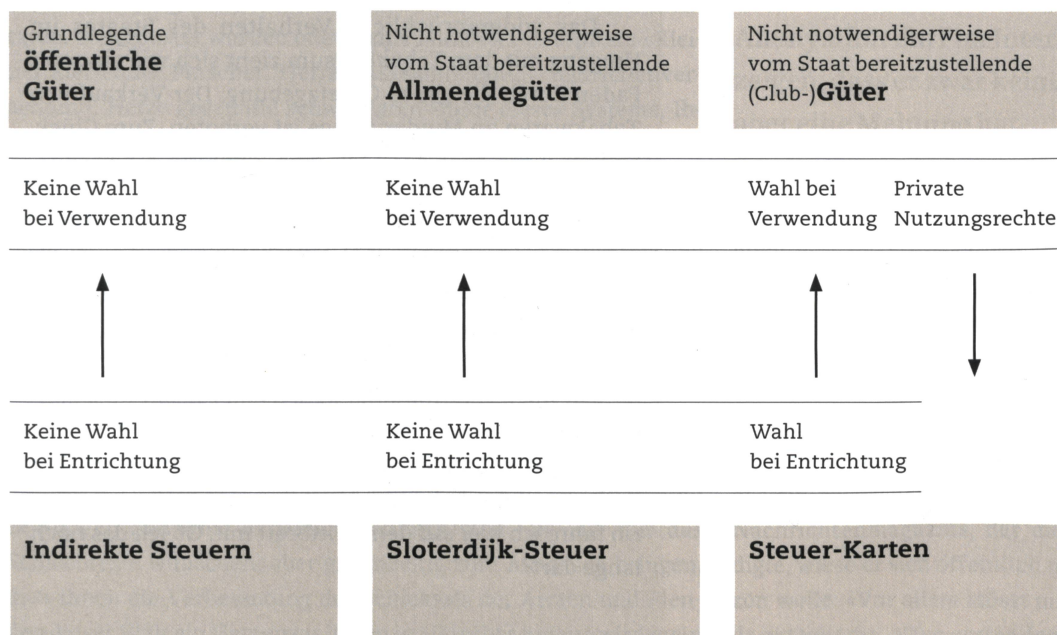 Grundlegende
öffentliche
Güter
Nicht notwendigerweise
vom Staat bereitzustellende
Allmendegüter
Nicht notwendigerweise
vom Staat bereitzustellende
(Club-)Güter
Keine Wahl
bei Verwendung
Keine Wahl
bei Verwendung
Wahl bei
Verwendung
Private
Nutzungsrechte
Keine Wahl
bei Entrichtung
Keine Wahl
bei Entrichtung
Wahl
bei Entrichtung
Indirekte Steuern
Sloterdijk-Steuer
Steuer-Karten